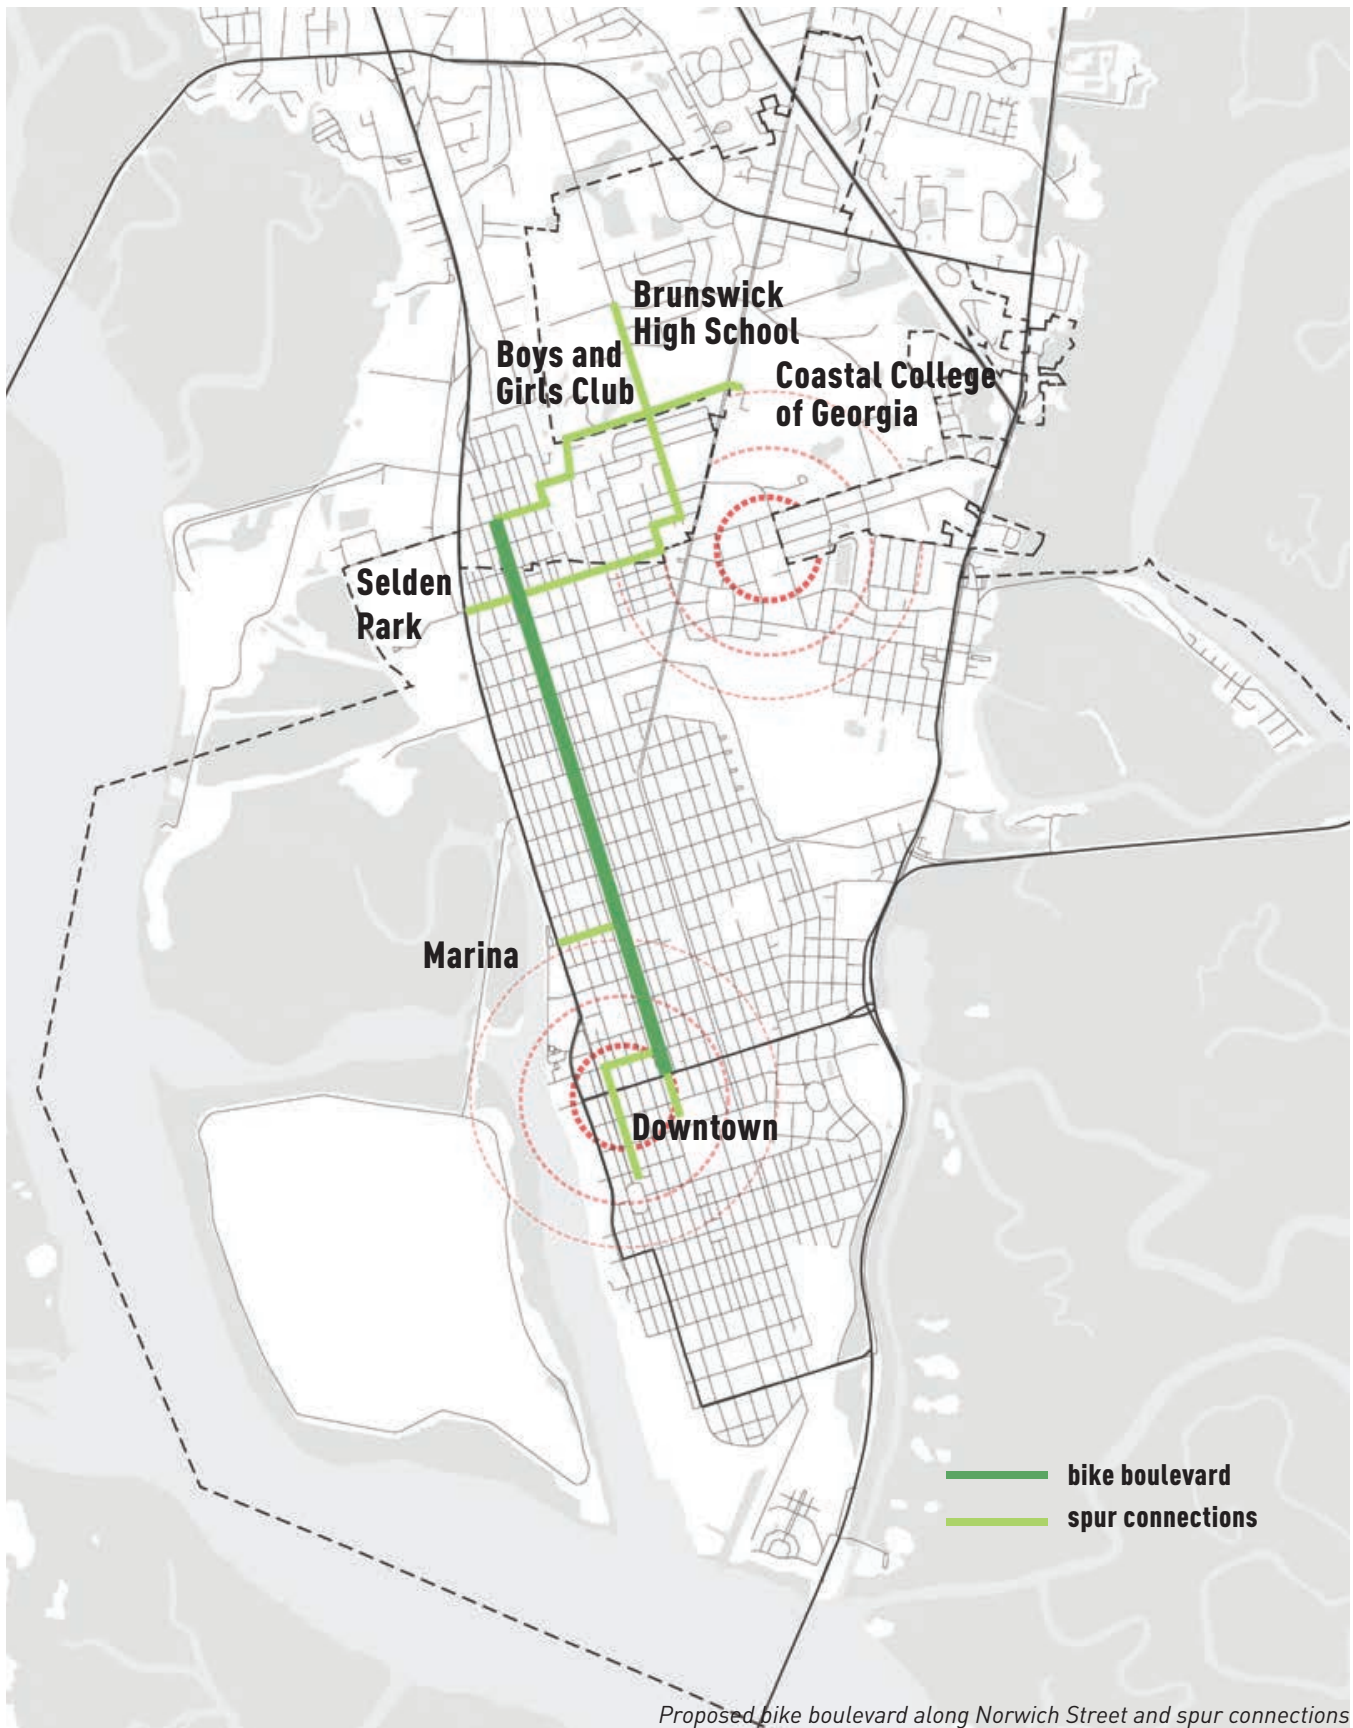 Brunswick
High School
Boys and
Girls Club
Coastal College
of Georgia
Selden
Park
Marina
Downtown
bike boulevard
spur connections
Proposed bike boulevard along Norwich Street and spur connections